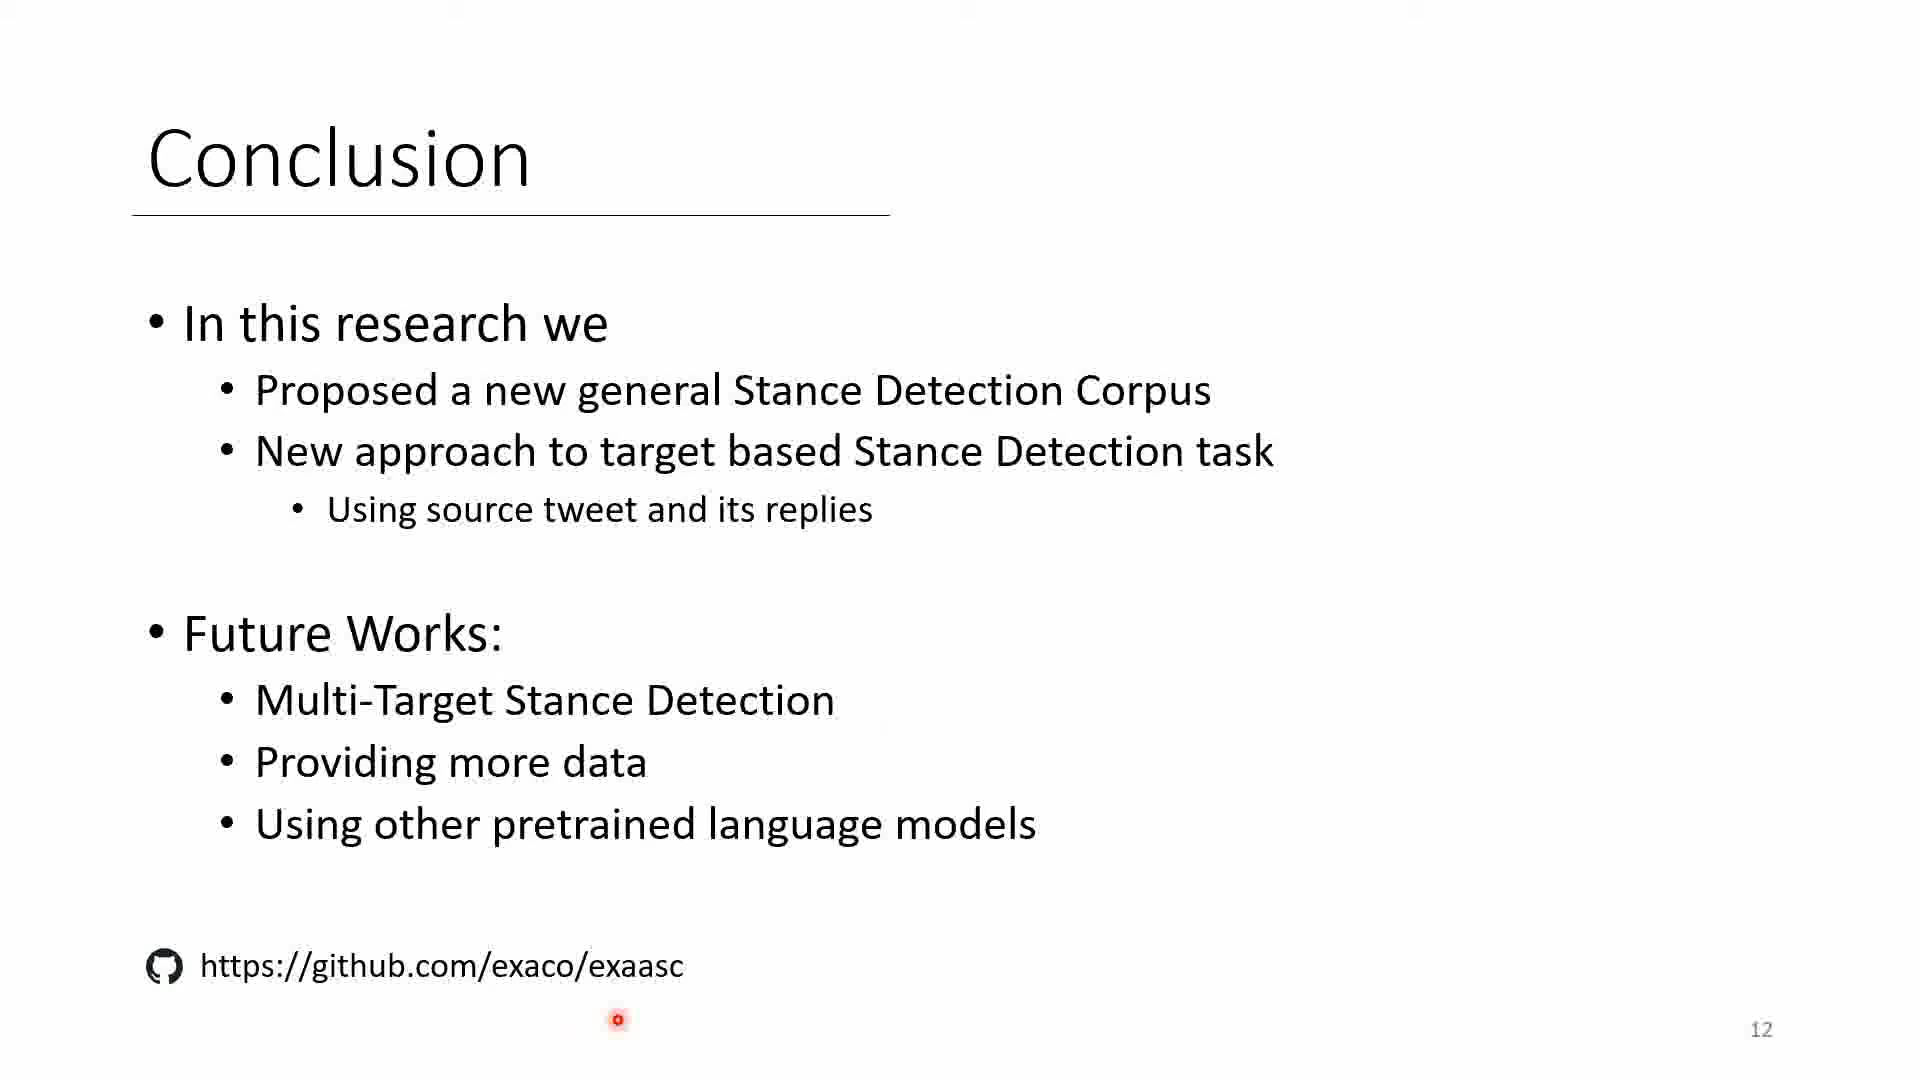 Conclusion
• In this research we
• Proposed a new general Stance Detection Corpus
• New approach to target based Stance Detection task
• Using source tweet and its replies
• Future Works:
• Multi-Target Stance Detection
• Providing more data
• Using other pretrained language models
https://github.com/exaco/exaasc
12